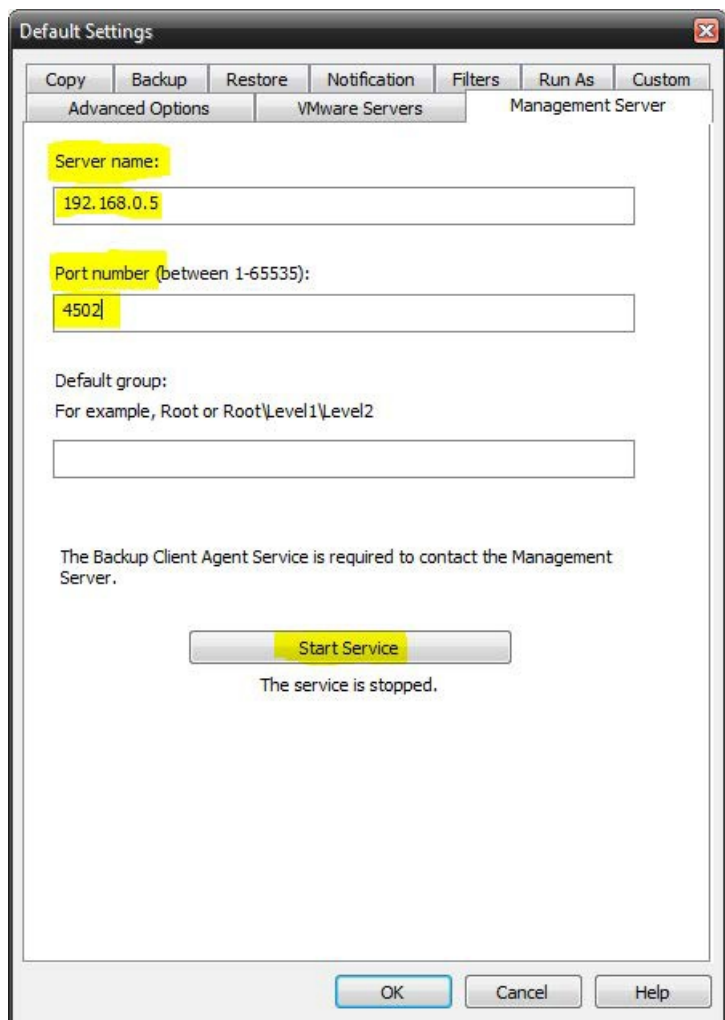 Default Settings
Copy Backup Restore Notification Filters Run As Custom
Advanced Options VMware Servers Management Server
Server name:
192.168.0.5
Port number (between 1-65535):
4502
Default group:
For example, Root or Root\Level1\Level2
The Backup Client Agent Service is required to contact the Management
Server.
Start Service
The service is stopped.
OK Cancel Help